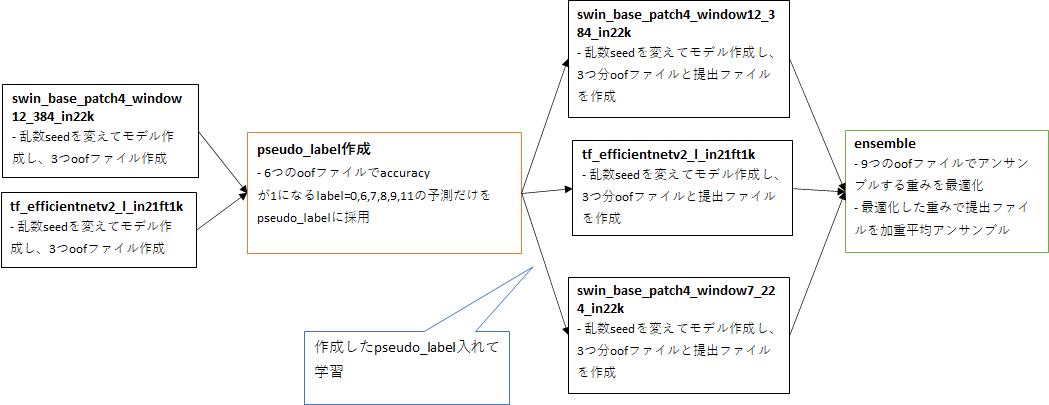 swin_base_patch4_window
12_384_in22k
- 乱数seedを変えてモデル作
成し、3つoofファイル作成
tf_efficientnetv2_l_in21ft1k
- 乱数seedを変えてモデル作
成し、3つoofファイル作成
pseudo_label作成
- 6つのoofファイルでaccuracy
が1になるlabel=0,6,7,8,9,11の予測だけを
pseudo_labelに採用
作成したpseudo_label入れて
学習
swin_base_patch4_window12_3
84_in22k
- 乱数seedを変えてモデル作成し、
3つ分oofファイルと提出ファイル
を作成
tf_efficientnetv2_l_in21ft1k
- 乱数seedを変えてモデル作成し、
3つ分oofファイルと提出ファイル
を作成
swin_base_patch4_window7_22
4_in22k
- 乱数seedを変えてモデル作成し、
3つ分oofファイルと提出ファイル
を作成
ensemble
- 9つのoofファイルでアンサン
ブルする重みを最適化
- 最適化した重みで提出ファイ
ルを加重平均アンサンブル